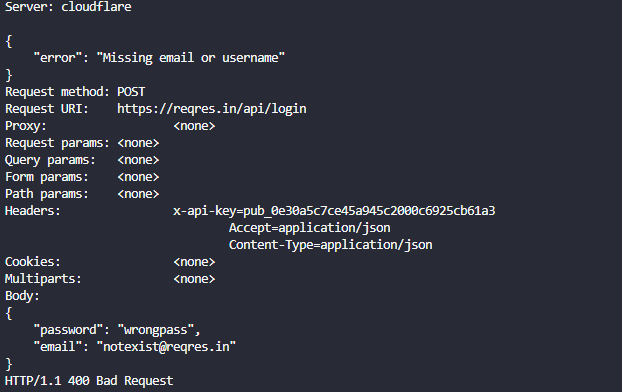 Server: cloudflare
{
"error": "Missing email or username"
}
Request method: POST
Request URI: https://reqres.in/api/login
Proxy: <none>
Request params: <none>
Query params: <none>
Form params: <none>
Path params: <none>
Headers: x-api-key=pub_0e30a5c7ce45a945c2000c6925cb61a3
Accept=application/json
Content-Type=application/json
Cookies: <none>
Multiparts: <none>
Body:
{
"password": "wrongpass",
"email": "notexist@reqres.in"
}
HTTP/1.1 400 Bad Request